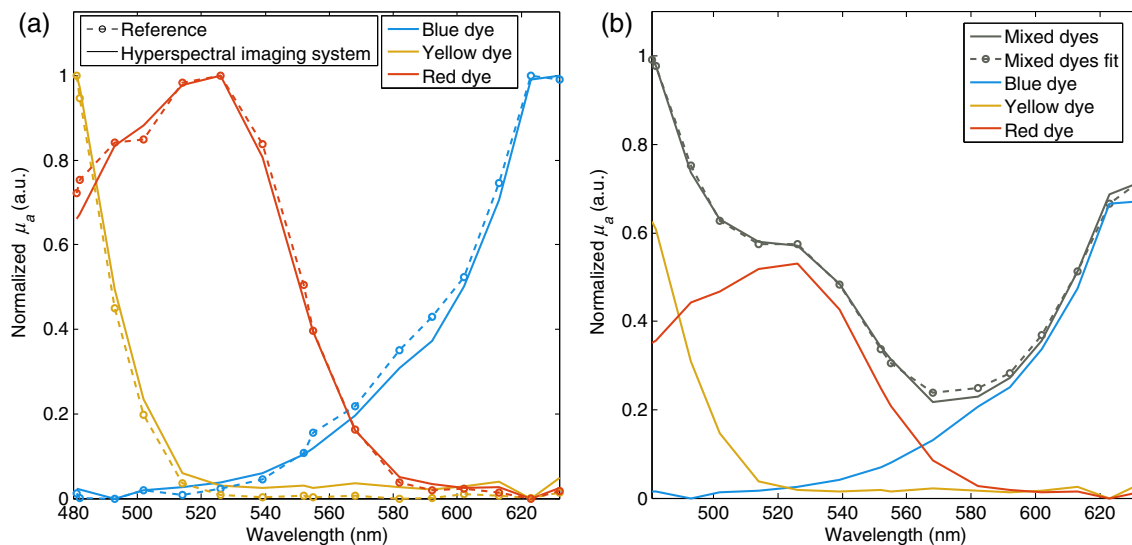 (a)
Reference
Hyperspectral imaging system
Blue dye
Yellow dye
Red dye
Normalized μa (a.u.)
1
0.8
0.6
0.4
0.2
0
480 500 520 540 560 580 600 620
Wavelength (nm)
(b)
Mixed dyes
Mixed dyes fit
Blue dye
Yellow dye
Red dye
Normalized μa (a.u.)
1
0.8
0.6
0.4
0.2
0
500 520 540 560 580 600 620
Wavelength (nm)